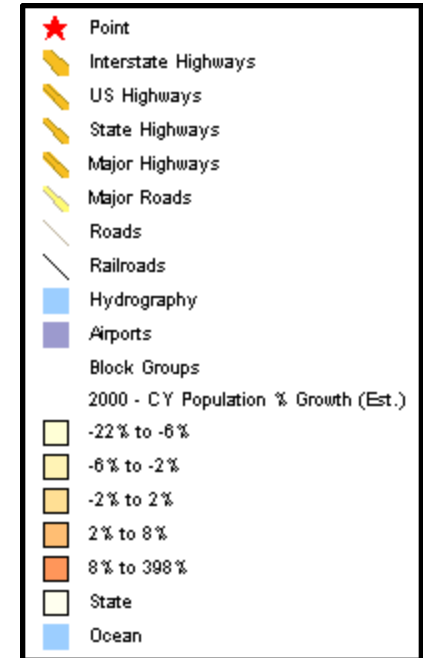 Point
Interstate Highways
US Highways
State Highways
Major Highways
Major Roads
Roads
Railroads
Hydrography
Airports
Block Groups
2000 - CY Population % Growth (Est.)
-22% to -6%
-6% to -2%
-2% to 2%
2% to 8%
8% to 398%
State
Ocean